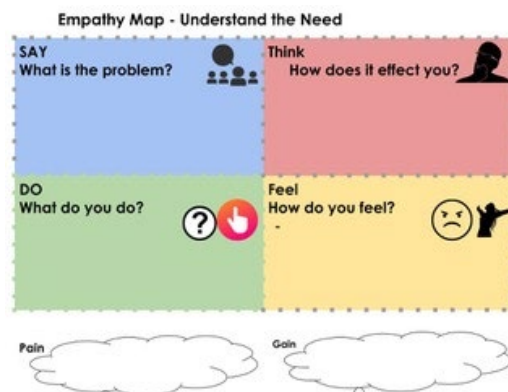 Empathy Map - Understand the Need
SAY
What is the problem?
Think
How does it effect you?
DO
What do you do?
?
Feel
How do you feel?
-
Pain
Gain